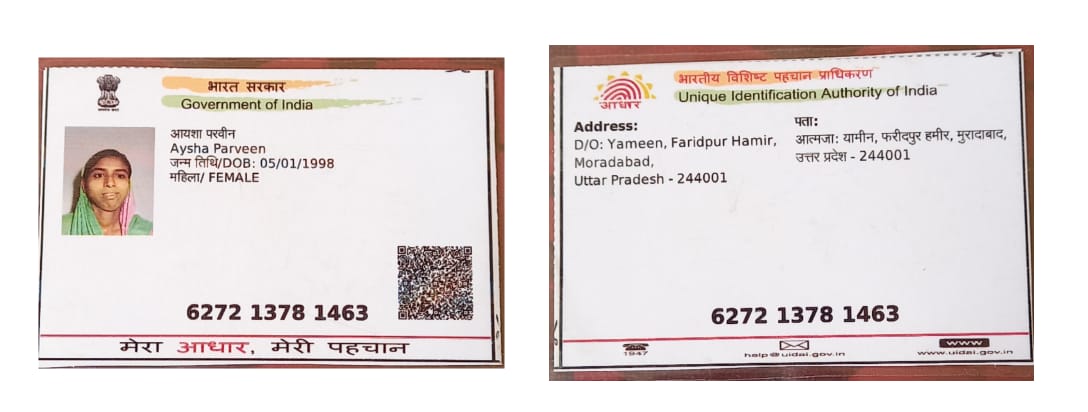 भारत सरकार
Government of India
आयशा परवीन
Aysha Parveen
जन्म तिथि/DOB: 05/01/1998
महिला/ FEMALE
6272 1378 1463
मेरा आधार, मेरी पहचान
भारतीय विशिष्ट पहचान प्राधिकरण
Unique Identification Authority of India
आधार
Address:
D/O: Yameen, Faridpur Hamir,
Moradabad,
Uttar Pradesh - 244001
पता:
आत्मजा: यामीन, फरीदपुर हमीर, मुरादाबाद,
उत्तर प्रदेश - 244001
6272 1378 1463
1947
help@uidai.gov.in
www
www.uidai.gov.in